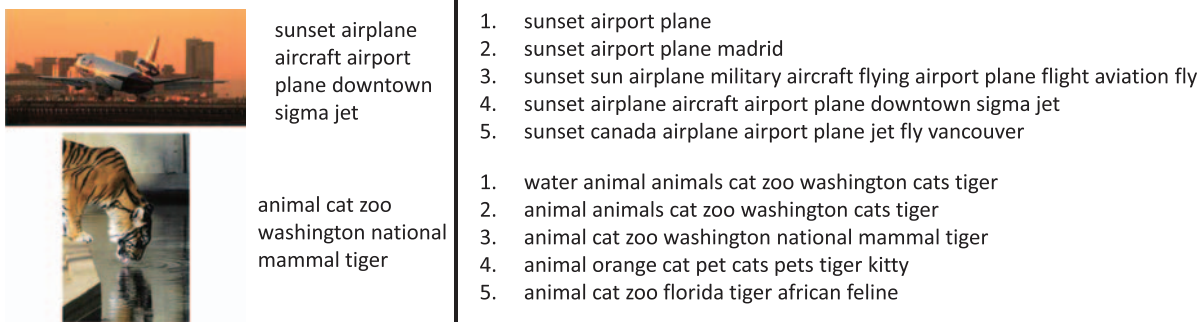 sunset airplane
aircraft airport
plane downtown
sigma jet
1. sunset airport plane
2. sunset airport plane madrid
3. sunset sun airplane military aircraft flying airport plane flight aviation fly
4. sunset airplane aircraft airport plane downtown sigma jet
5. sunset canada airplane airport plane jet fly vancouver
animal cat zoo
washington national
mammal tiger
1. water animal animals cat zoo washington cats tiger
2. animal animals cat zoo washington cats tiger
3. animal cat zoo washington national mammal tiger
4. animal orange cat pet cats pets tiger kitty
5. animal cat zoo florida tiger african feline